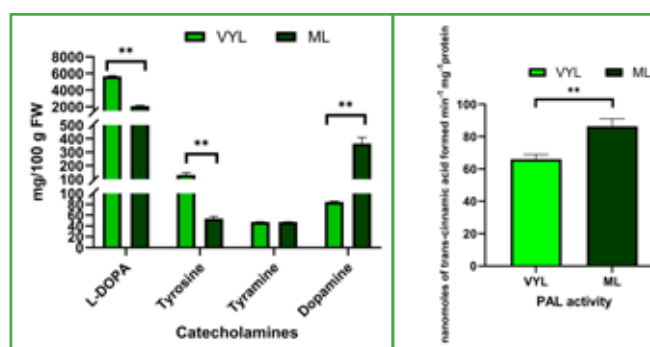 VYL ML
8000
6000
4000
2000
500
400
300
200
100
100
80
60
40
20
0
mg/100 g FW
**
**
**
L-DOPA
Tyrosine
Tyramine
Dopamine
Catecholamines
VYL ML
nanomoles of trans-cinnamic acid formed min⁻¹ mg⁻¹protein
100
80
60
40
20
0
**
VYL ML
PAL activity